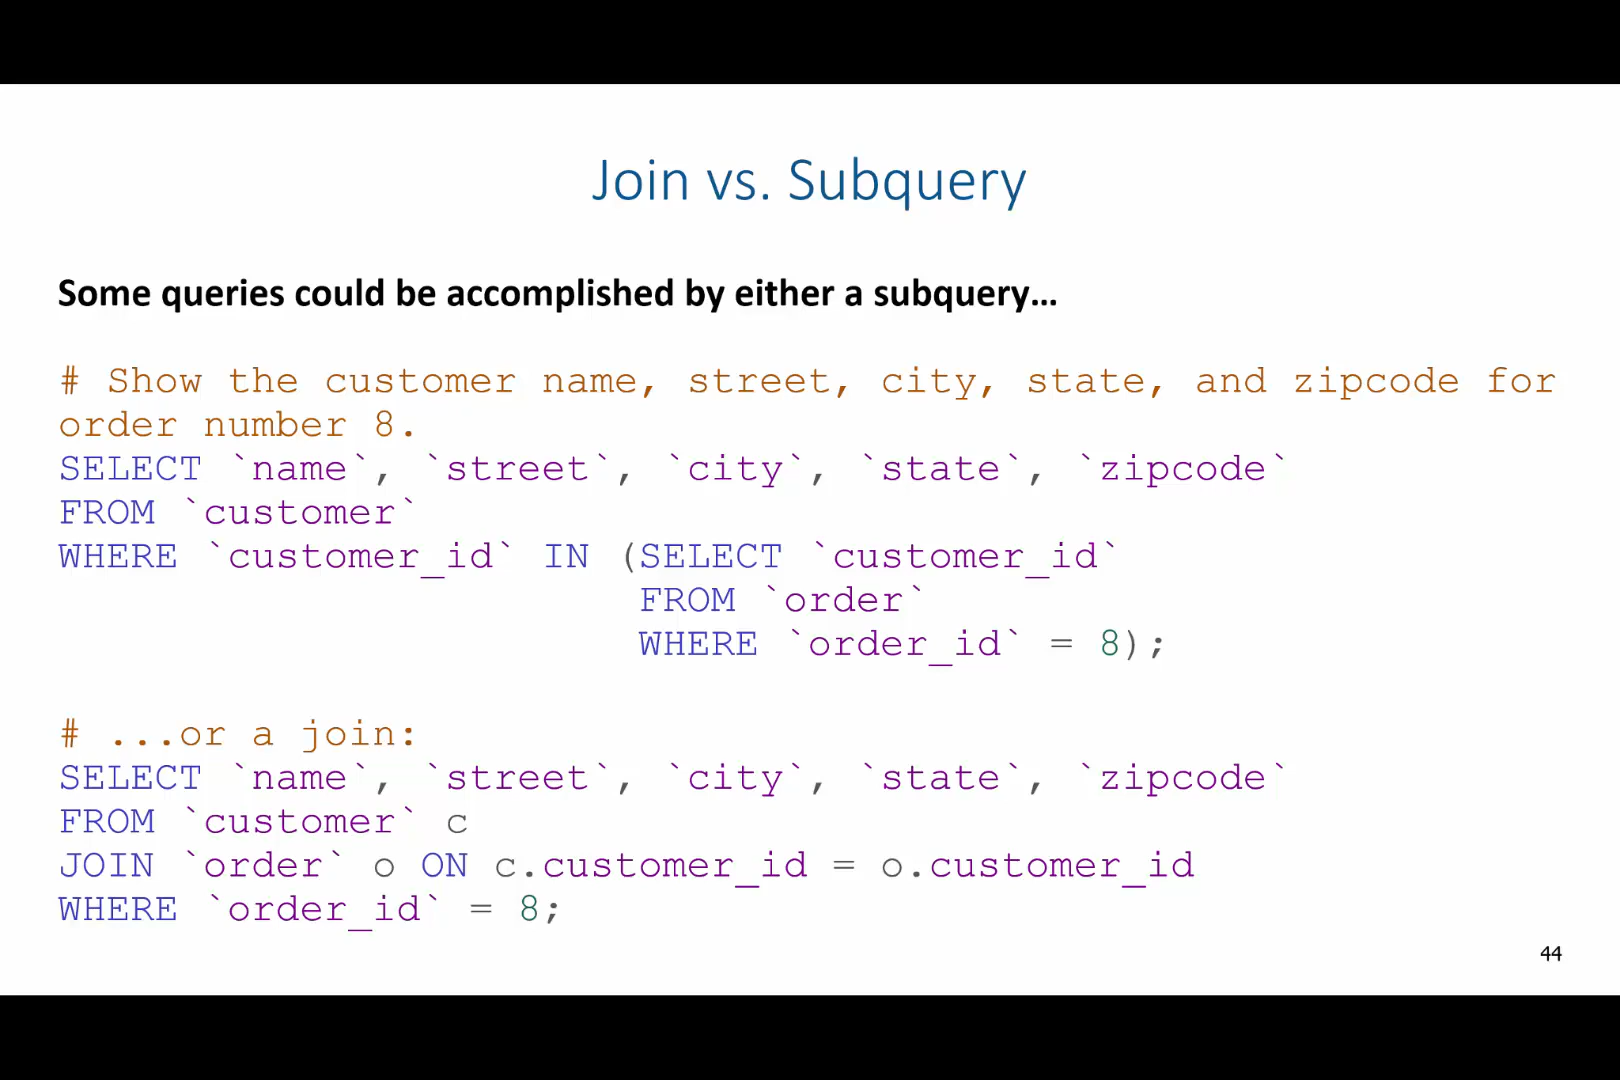 Join vs. Subquery
Some queries could be accomplished by either a subquery…
# Show the customer name, street, city, state, and zipcode for
order number 8.
SELECT `name`, `street`, `city`, `state`, `zipcode`
FROM `customer`
WHERE `customer_id` IN (SELECT `customer_id`
FROM `order`
WHERE `order_id` = 8);
# ...or a join:
SELECT `name`, `street`, `city`, `state`, `zipcode`
FROM `customer` c
JOIN `order` o ON c.customer_id = o.customer_id
WHERE `order_id` = 8;
44